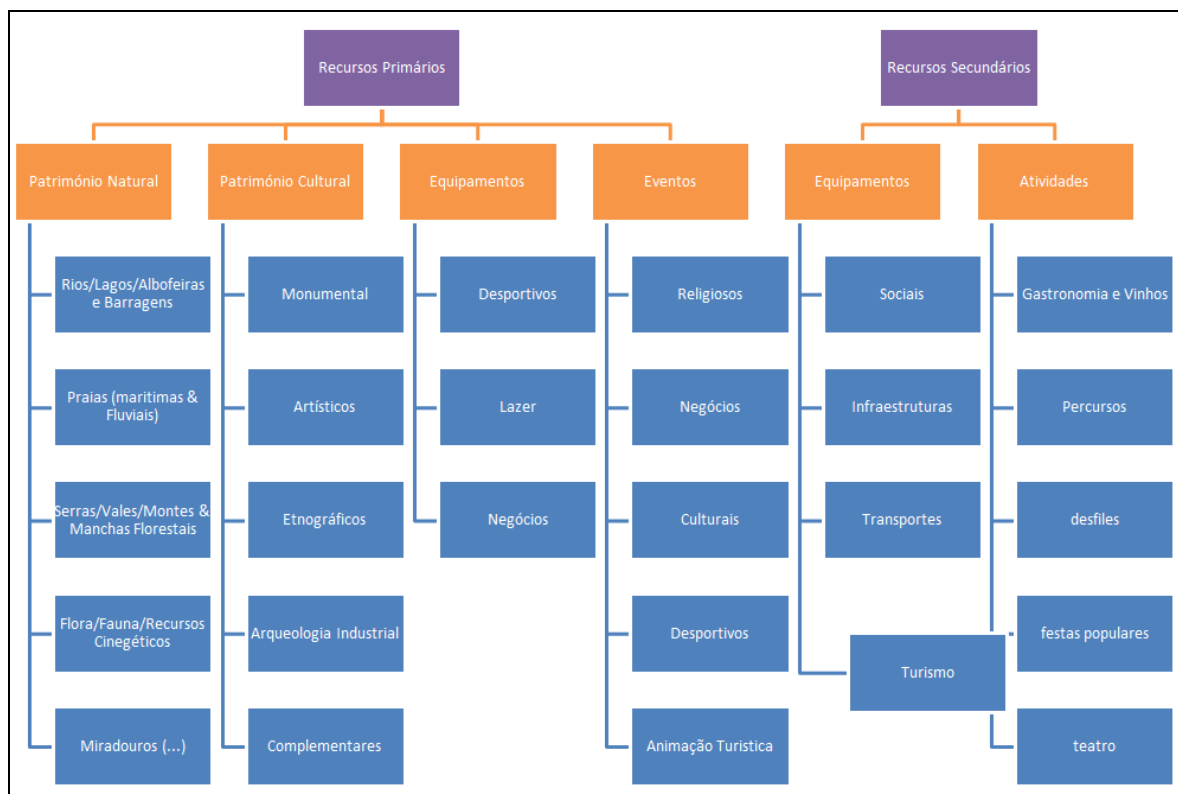 Recursos Primários
Recursos Secundários
Património Natural
Património Cultural
Equipamentos
Eventos
Equipamentos
Atividades
Rios/Lagos/Albofeiras
e Barragens
Praias (maritimas &
Fluviais)
Serras/Vales/Montes &
Manchas Florestais
Flora/Fauna/Recursos
Cinegéticos
Miradouros (...)
Monumental
Artísticos
Etnográficos
Arqueologia Industrial
Complementares
Desportivos
Lazer
Negócios
Religiosos
Negócios
Culturais
Desportivos
Animação Turistica
Sociais
Infraestruturas
Transportes
Turismo
Gastronomia e Vinhos
Percursos
desfiles
festas populares
teatro